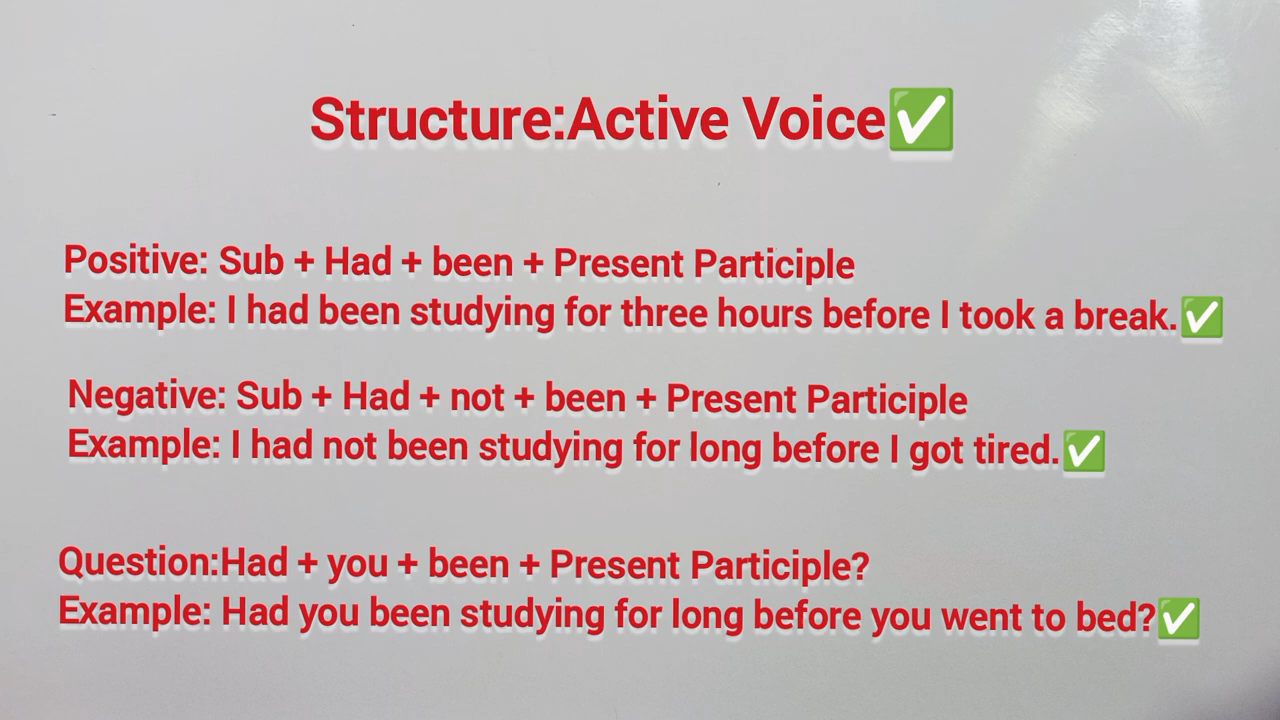 Structure:Active Voice✅
Positive: Sub + Had + been + Present Participle
Example: I had been studying for three hours before I took a break.✅
Negative: Sub + Had + not + been + Present Participle
Example: I had not been studying for long before I got tired.✅
Question:Had + you + been + Present Participle?
Example: Had you been studying for long before you went to bed?✅